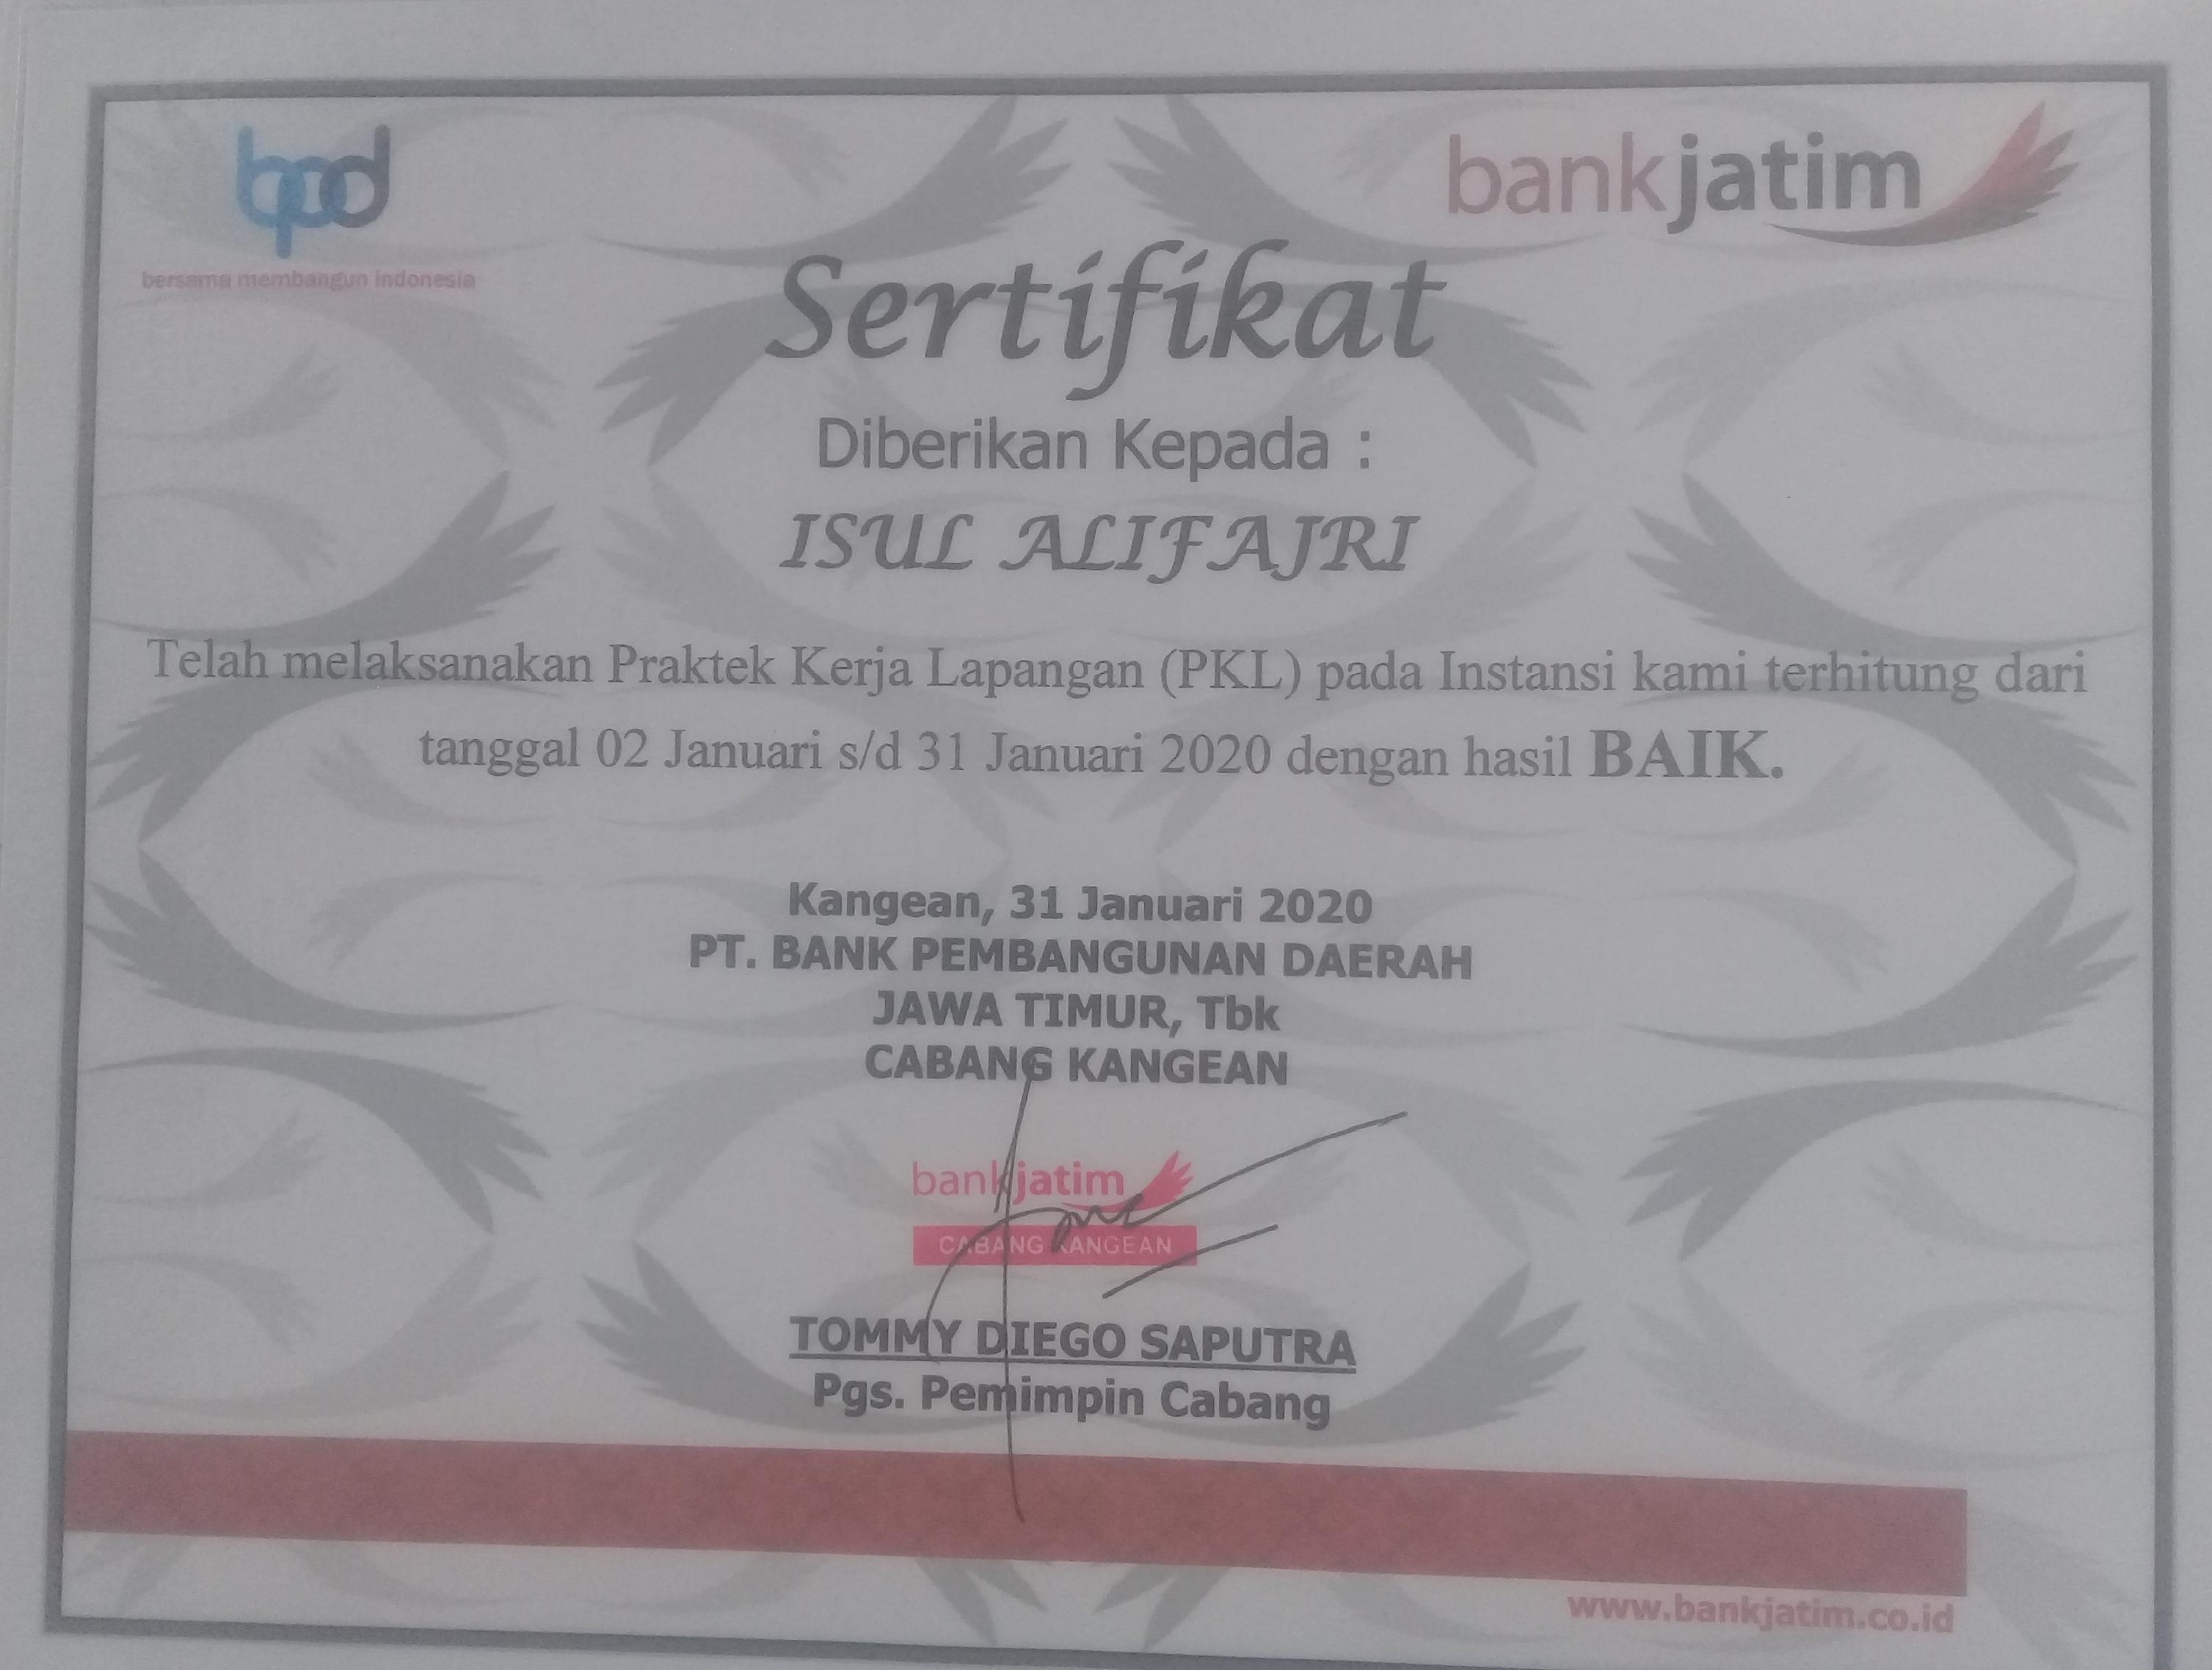 bpd
bersama membangun indonesia
bankjatim
Sertifikat
Diberikan Kepada :
ISUL ALIFAJRI
Telah melaksanakan Praktek Kerja Lapangan (PKL) pada Instansi kami terhitung dari
tanggal 02 Januari s/d 31 Januari 2020 dengan hasil BAIK.
Kangean, 31 Januari 2020
PT. BANK PEMBANGUNAN DAERAH
JAWA TIMUR, Tbk
CABANG KANGEAN
bankjatim
CABANG KANGEAN
TOMMY DIEGO SAPUTRA
Pgs. Pemimpin Cabang
www.bankjatim.co.id